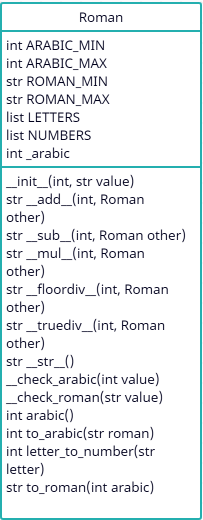 Roman
int ARABIC_MIN
int ARABIC_MAX
str ROMAN_MIN
str ROMAN_MAX
list LETTERS
list NUMBERS
int _arabic
__init__(int, str value)
str __add__(int, Roman
other)
str __sub__(int, Roman other)
str __mul__(int, Roman
other)
str __floordiv__(int, Roman
other)
str __truediv__(int, Roman
other)
str __str__()
__check_arabic(int value)
__check_roman(str value)
int arabic()
int to_arabic(str roman)
int letter_to_number(str
letter)
str to_roman(int arabic)